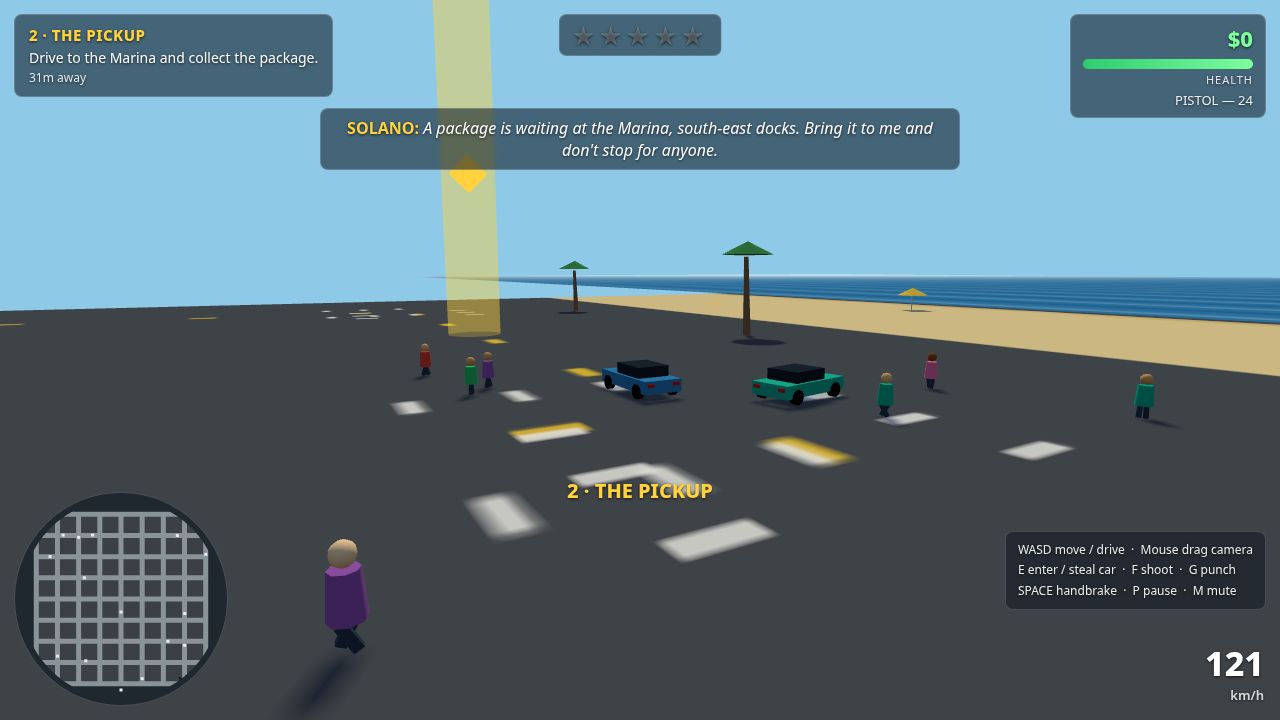 2 · THE PICKUP
Drive to the Marina and collect the package.
31m away
$0
HEALTH
PISTOL — 24
SOLANO: A package is waiting at the Marina, south-east docks. Bring it to me and
don't stop for anyone.
2 · THE PICKUP
WASD move / drive · Mouse drag camera
E enter / steal car · F shoot · G punch
SPACE handbrake · P pause · M mute
121
km/h